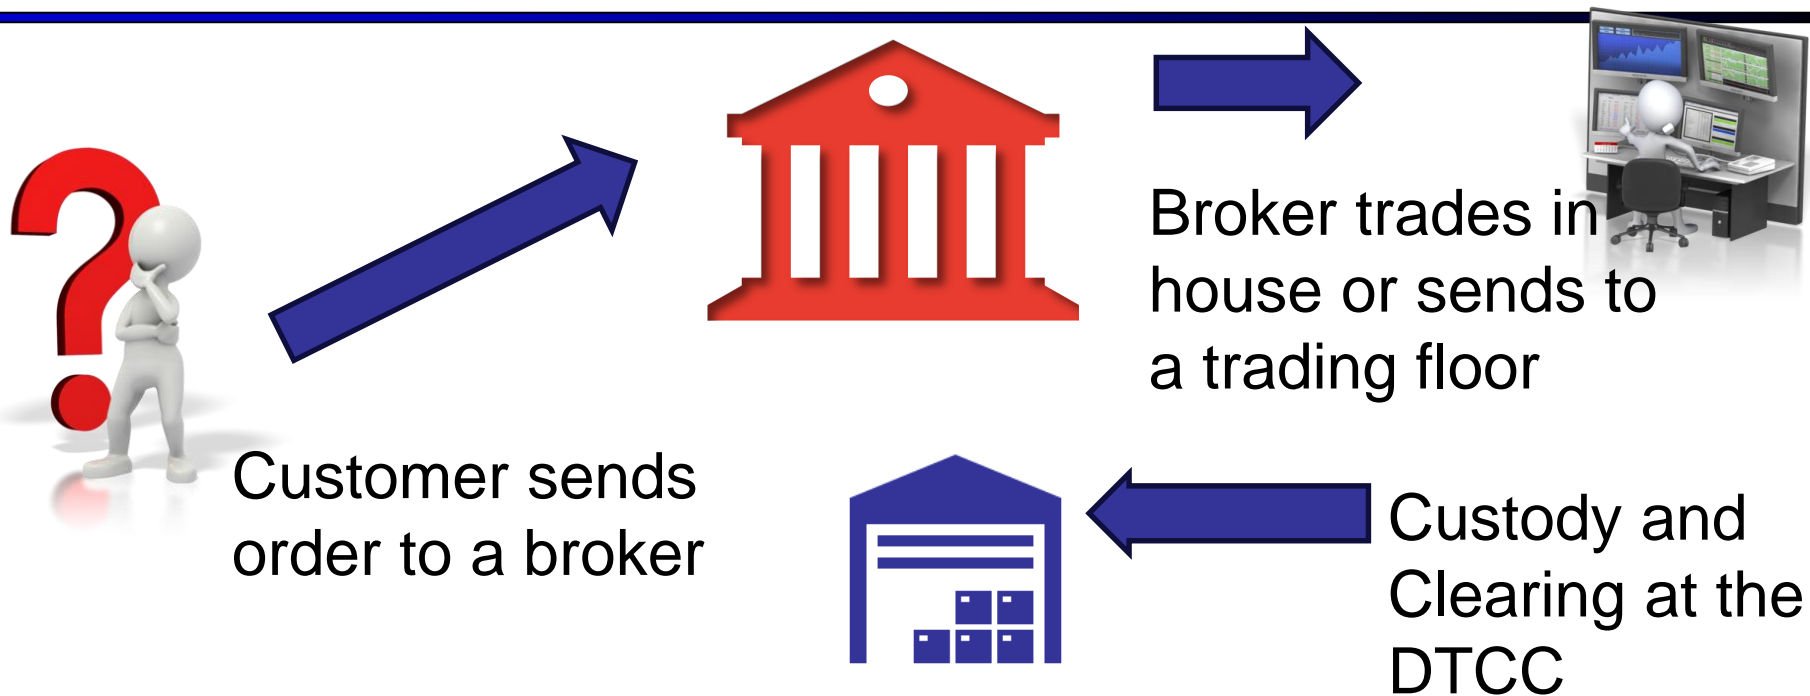 Broker trades in
house or sends to
a trading floor
Customer sends
order to a broker
Custody and
Clearing at the
DTCC